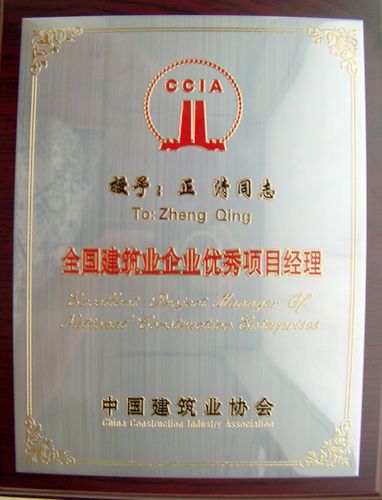 CCIA
授予：正 清同志
To: Zheng Qing
全国建筑业企业优秀项目经理
Excellent Project Manager Of
National Construction Enterprises
中国建筑业协会
China Construction Industry Association